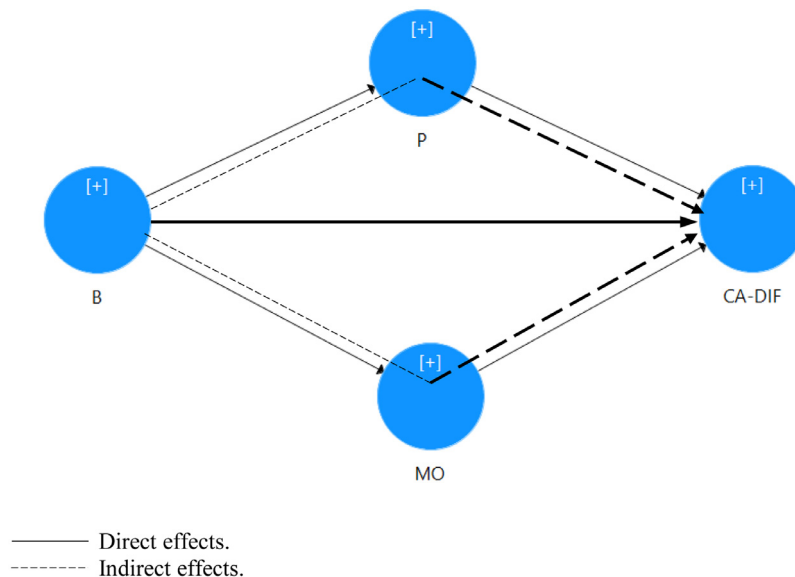 [+]
P
[+]
B
[+]
CA-DIF
[+]
MO
Direct effects.
Indirect effects.